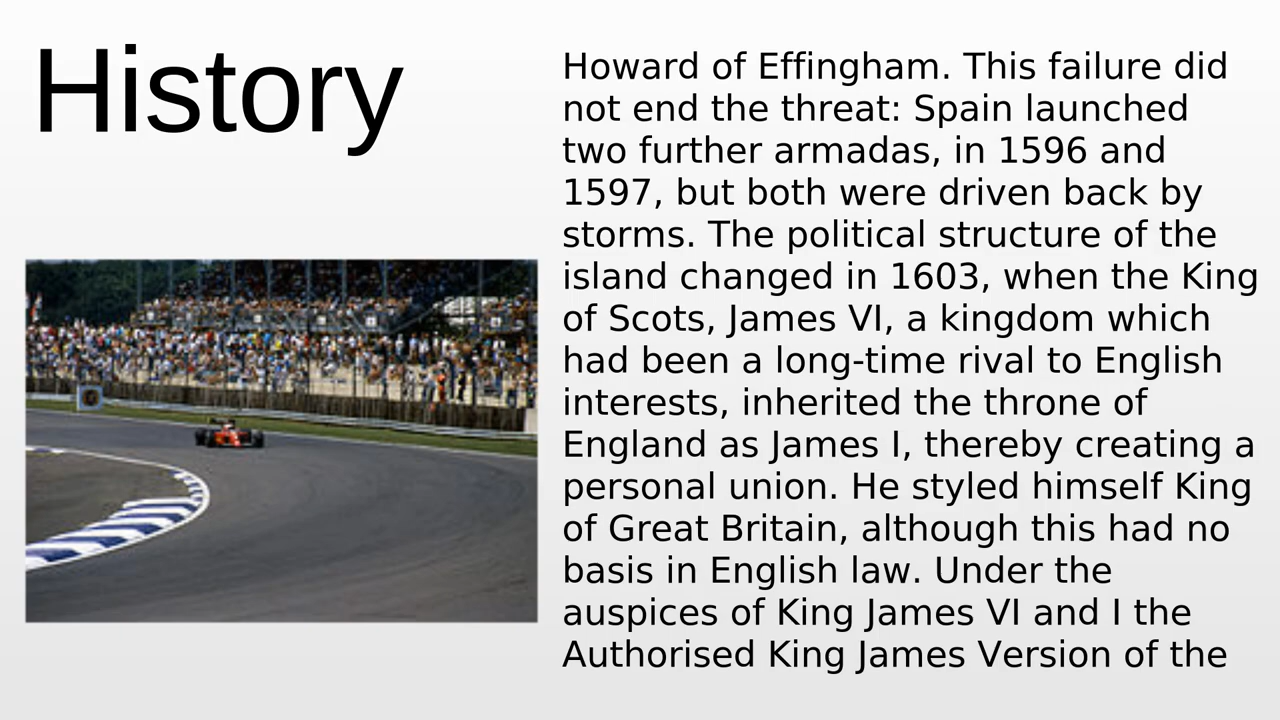 History
Howard of Effingham. This failure did
not end the threat: Spain launched
two further armadas, in 1596 and
1597, but both were driven back by
storms. The political structure of the
island changed in 1603, when the King
of Scots, James VI, a kingdom which
had been a long-time rival to English
interests, inherited the throne of
England as James I, thereby creating a
personal union. He styled himself King
of Great Britain, although this had no
basis in English law. Under the
auspices of King James VI and I the
Authorised King James Version of the